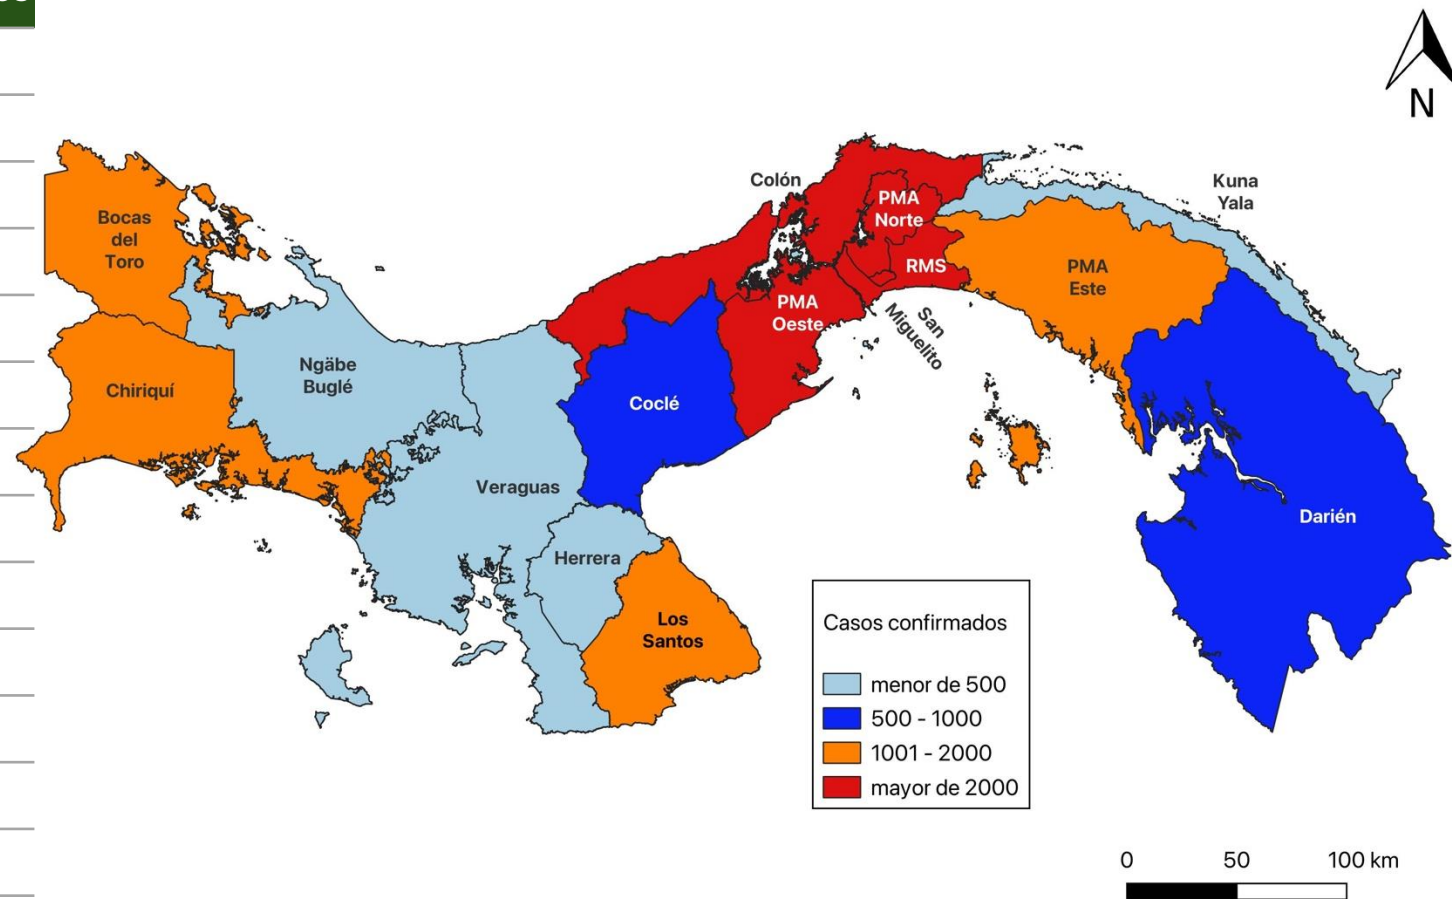 N
Colón
Kuna
Yala
PMA
Norte
Bocas
del
Toro
RMS
PMA
Este
PMA
Oeste
San
Miguelito
Ngäbe
Buglé
Chiriquí
Coclé
Veraguas
Darién
Herrera
Los
Santos
Casos confirmados
menor de 500
500 - 1000
1001 - 2000
mayor de 2000
0 50 100 km